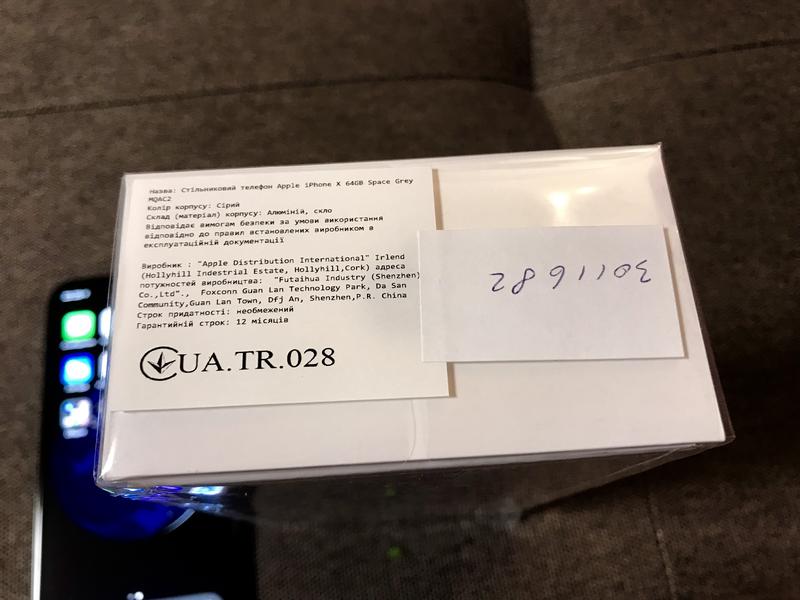 Назва: Стільниковий телефон Apple iPhone X 64GB Space Grey
MQAC2
Колір корпусу: Сірий
Склад (матеріал) корпусу: Алюміній, скло
Відповідає вимогам безпеки за умови використання
відповідно до правил встановлених виробником в
експлуатаційній документації
Виробник : "Apple Distribution International" Irlend
(Hollyhill Indestrial Estate, Hollyhill,Cork) адреса
потужностей виробництва: "Futaihua Industry (Shenzhen)
Co.,Ltd"., Foxconn Guan Lan Technology Park, Da San
Community,Guan Lan Town, Dfj An, Shenzhen,P.R. China
Строк придатності: необмежений
Гарантійний строк: 12 місяців
UA.TR.028
3011682